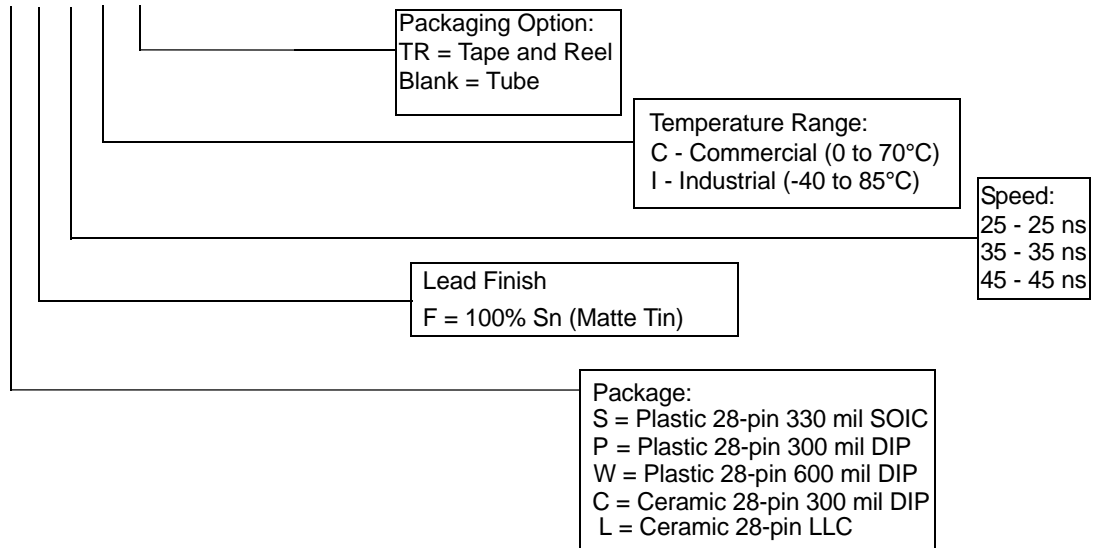 Packaging Option:
TR = Tape and Reel
Blank = Tube
Temperature Range:
C - Commercial (0 to 70°C)
I - Industrial (-40 to 85°C)
Speed:
25 - 25 ns
35 - 35 ns
45 - 45 ns
Lead Finish
F = 100% Sn (Matte Tin)
Package:
S = Plastic 28-pin 330 mil SOIC
P = Plastic 28-pin 300 mil DIP
W = Plastic 28-pin 600 mil DIP
C = Ceramic 28-pin 300 mil DIP
L = Ceramic 28-pin LLC